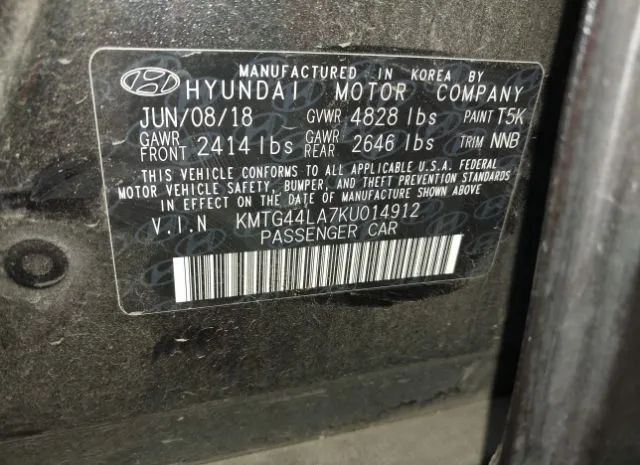 MANUFACTURED IN KOREA BY
HYUNDAI MOTOR COMPANY
JUN/08/18 GVWR 4828 lbs PAINT T5K
GAWR FRONT 2414 lbs GAWR REAR 2646 lbs TRIM NNB
THIS VEHICLE CONFORMS TO ALL APPLICABLE U.S.A. FEDERAL
MOTOR VEHICLE SAFETY, BUMPER, AND THEFT PREVENTION STANDARDS
IN EFFECT ON THE DATE OF MANUFACTURE SHOWN ABOVE.
V.I.N KMTG44LA7KU014912
PASSENGER CAR